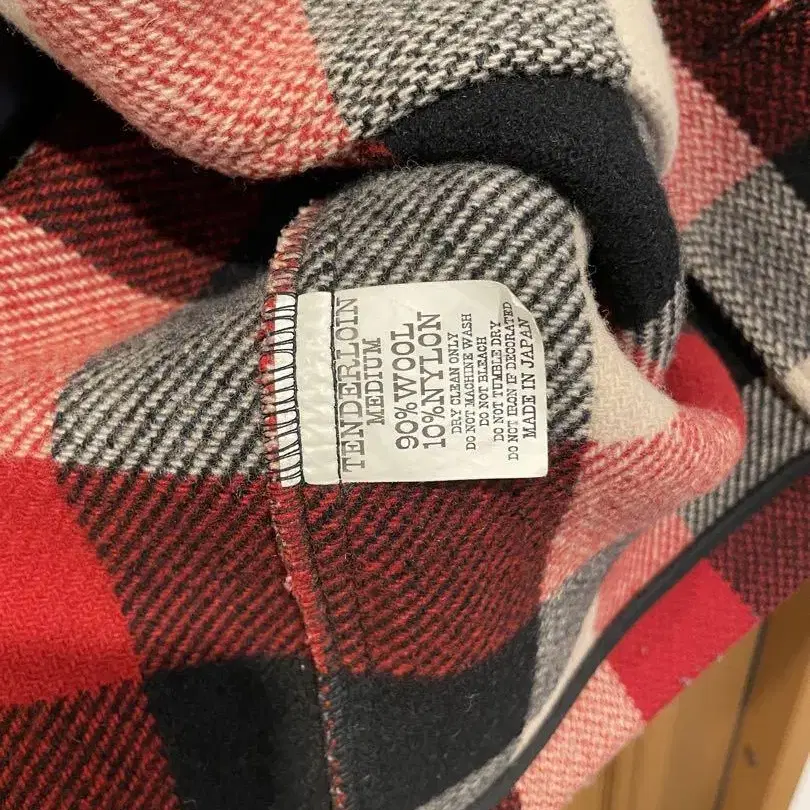 TENDERLOIN
MEDIUM
90%WOOL
10%NYLON
DRY CLEAN ONLY
DO NOT MACHINE WASH
DO NOT BLEACH
DO NOT TUMBLE DRY
DO NOT IRON IF DECORATED
MADE IN JAPAN